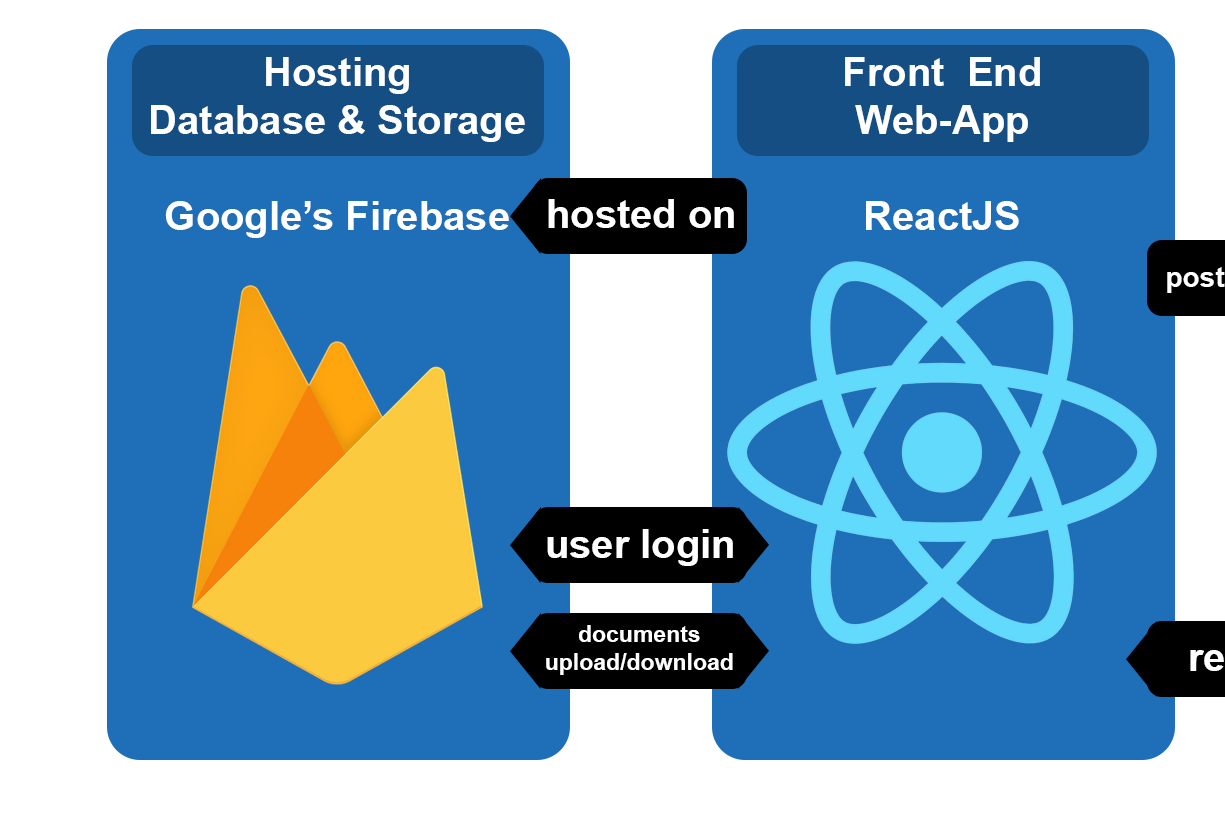 Hosting
Database & Storage
Google’s Firebase
hosted on
user login
documents
upload/download
Front  End
Web-App
ReactJS
post
re